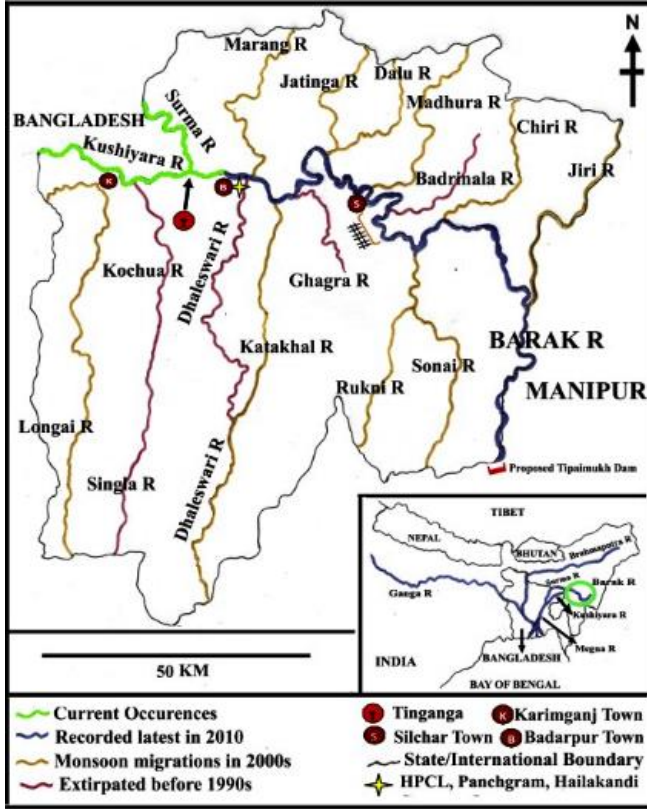 N
Marang R
Jatinga R
Dalu R
Madhura R
Surma R
BANGLADESH
Kushiyara R
Chiri R
Jiri R
Badrinala R
K
B
S
T
Kochua R
Dhaleswari R
Ghagra R
Katakhal R
BARAK R
MANIPUR
Rukni R
Sonai R
Longai R
Singla R
Dhaleswari R
Proposed Tipaimukh Dam
TIBET
NEPAL
BHUTAN
Brahmaputra R
Surma R
Barak R
Ganga R
Kushiyara R
Megna R
INDIA
BANGLADESH
BAY OF BENGAL
50 KM
Current Occurences
Recorded latest in 2010
Monsoon migrations in 2000s
Extirpated before 1990s
T Tinganga
K Karimganj Town
S Silchar Town
B Badarpur Town
State/International Boundary
HPCL, Panchgram, Hailakandi